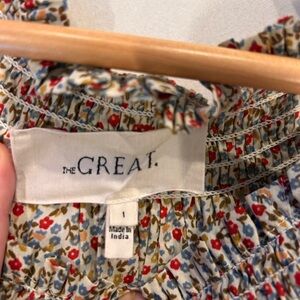 THE GREAT.
1
Made In
India